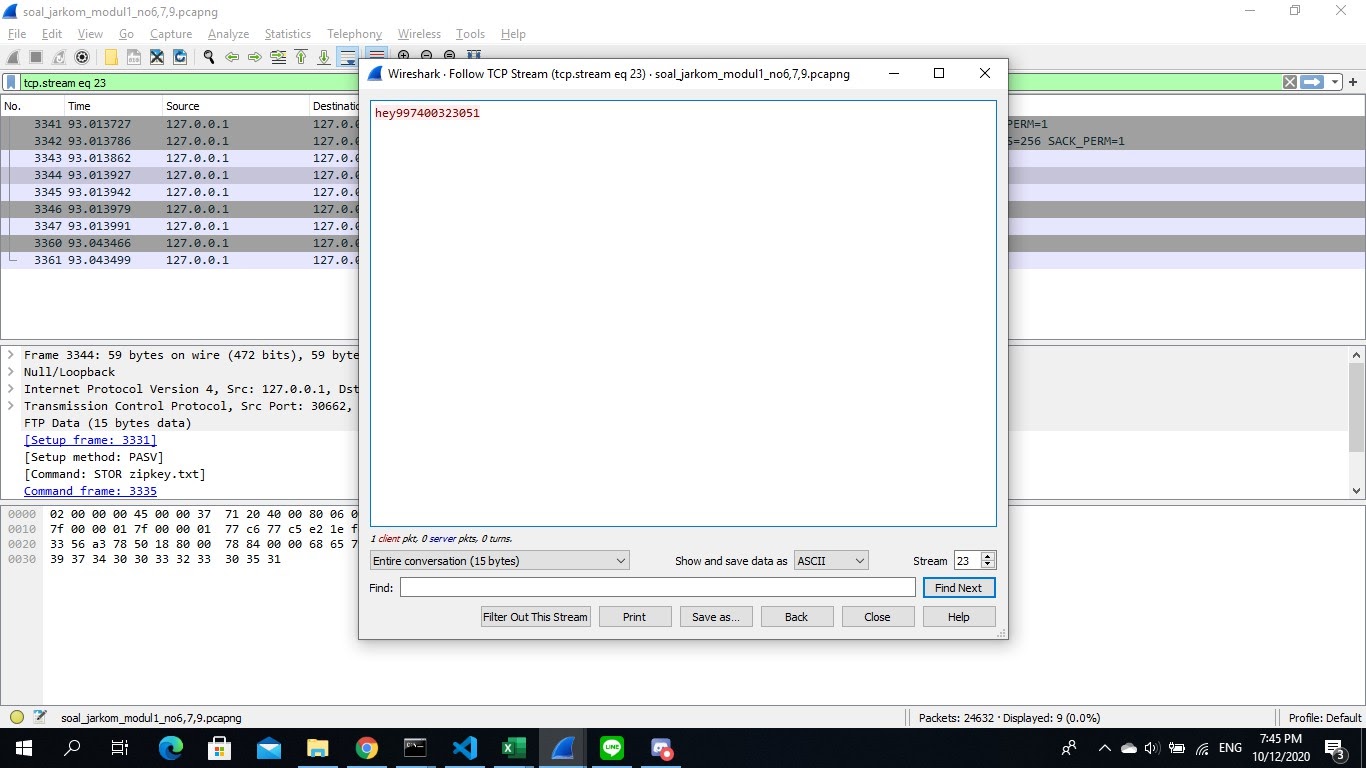 soal_jarkom_modul1_no6,7,9.pcapng
File Edit View Go Capture Analyze Statistics Telephony Wireless Tools Help
tcp.stream eq 23
No. Time Source Destinatio
3341 93.013727 127.0.0.1 127.0.0 PERM=1
3342 93.013786 127.0.0.1 127.0.0 S=256 SACK_PERM=1
3343 93.013862 127.0.0.1 127.0.0
3344 93.013927 127.0.0.1 127.0.0
3345 93.013942 127.0.0.1 127.0.0
3346 93.013979 127.0.0.1 127.0.0
3347 93.013991 127.0.0.1 127.0.0
3360 93.043466 127.0.0.1 127.0.0
3361 93.043499 127.0.0.1 127.0.0
Frame 3344: 59 bytes on wire (472 bits), 59 byte
Null/Loopback
Internet Protocol Version 4, Src: 127.0.0.1, Dst
Transmission Control Protocol, Src Port: 30662,
FTP Data (15 bytes data)
[Setup frame: 3331]
[Setup method: PASV]
[Command: STOR zipkey.txt]
Command frame: 3335
0000 02 00 00 00 45 00 00 37 71 20 40 00 80 06 0
0010 7f 00 00 01 7f 00 00 01 77 c6 77 c5 e2 1e f
0020 33 56 a3 78 50 18 80 00 78 84 00 00 68 65 7
0030 39 37 34 30 30 33 32 33 30 35 31
Wireshark · Follow TCP Stream (tcp.stream eq 23) · soal_jarkom_modul1_no6,7,9.pcapng
hey997400323051
1 client pkt, 0 server pkts, 0 turns.
Entire conversation (15 bytes) Show and save data as ASCII Stream 23
Find: Find Next
Filter Out This Stream Print Save as... Back Close Help
soal_jarkom_modul1_no6,7,9.pcapng Packets: 24632 · Displayed: 9 (0.0%) Profile: Default
LINE
ENG
7:45 PM
10/12/2020
3